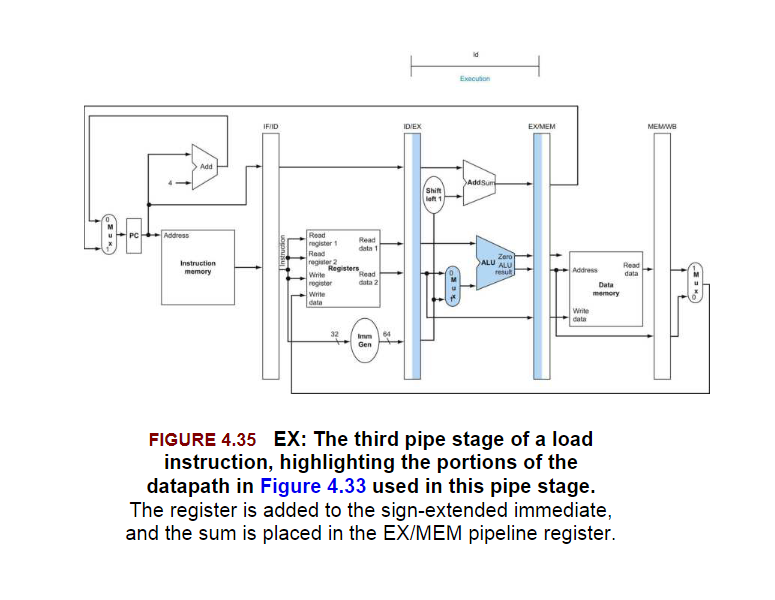 ld
Execution
IF/ID
ID/EX
EX/MEM
MEM/WB
Add
4
Shift
left 1
Add Sum
0
M
u
x
1
PC
Address
Instruction
memory
Instruction
Read
register 1
Read
register 2
Write
register
Write
data
Registers
Read
data 1
Read
data 2
32
Imm
Gen
64
0
M
u
x
1
ALU
Zero
ALU
result
Address
Data
memory
Write
data
Read
data
1
M
u
x
0
FIGURE 4.35 EX: The third pipe stage of a load
instruction, highlighting the portions of the
datapath in Figure 4.33 used in this pipe stage.
The register is added to the sign-extended immediate,
and the sum is placed in the EX/MEM pipeline register.